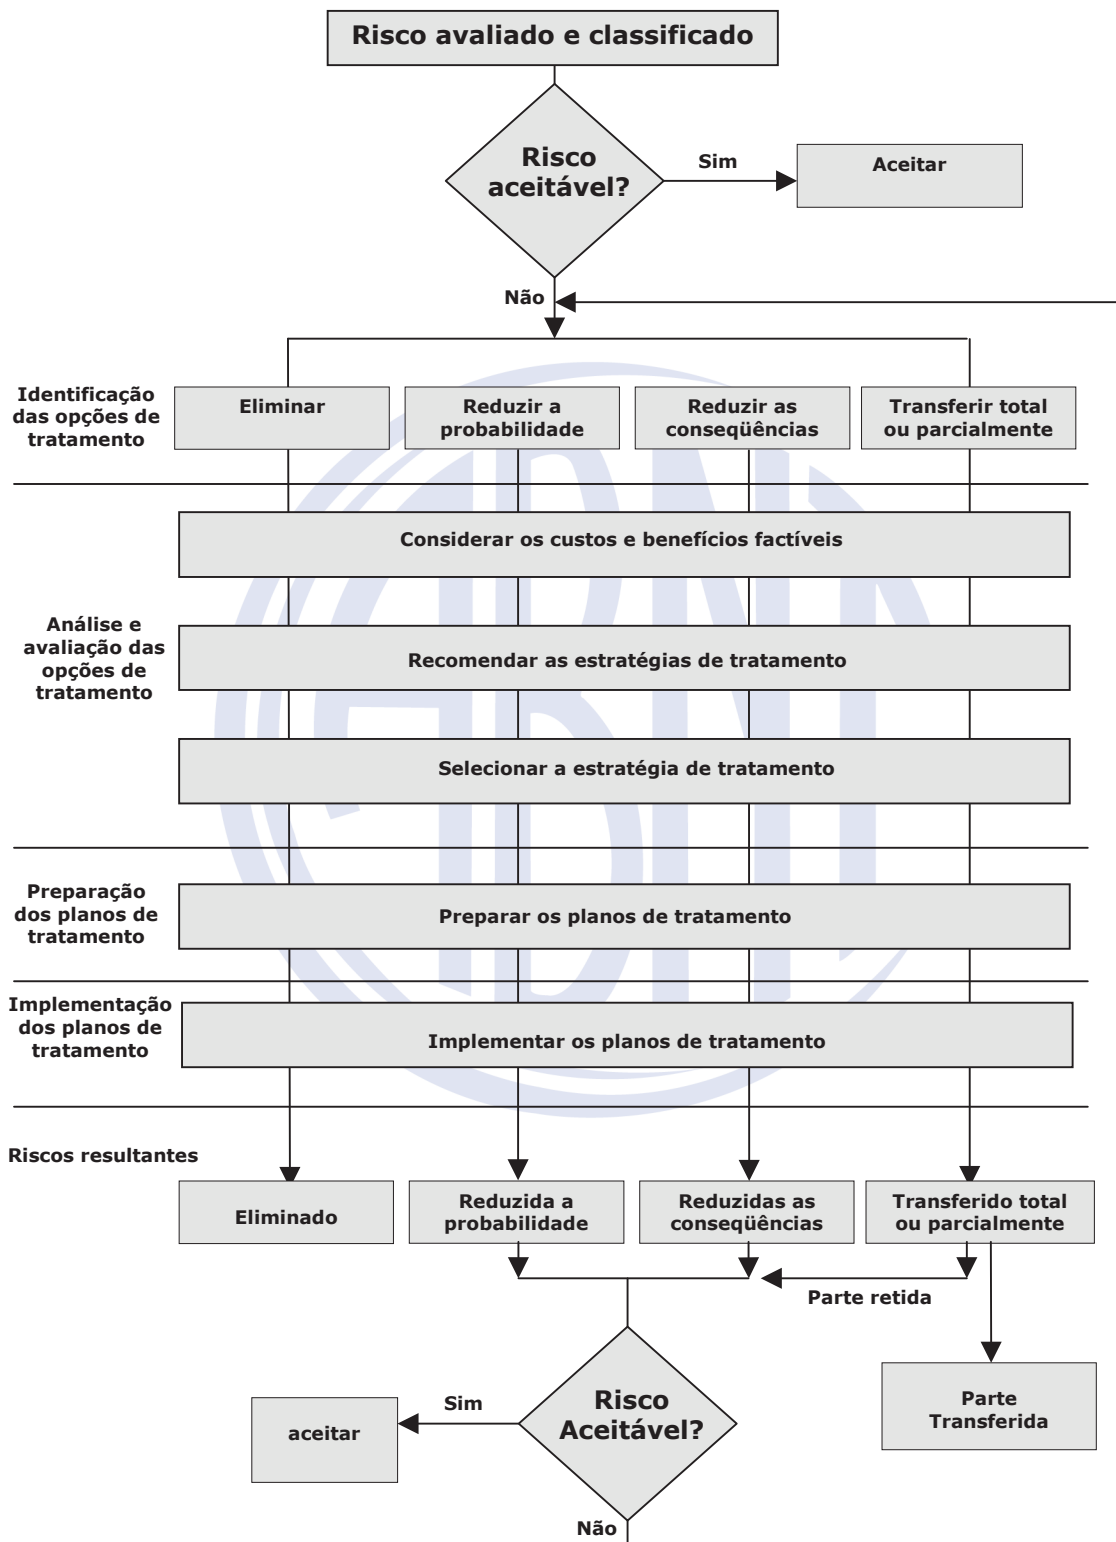 Risco avaliado e classificado
Risco
aceitável?
Sim
Aceitar
Não
Identificação
das opções de
tratamento
Eliminar
Reduzir a
probabilidade
Reduzir as
conseqüências
Transferir total
ou parcialmente
Considerar os custos e benefícios factíveis
Análise e
avaliação das
opções de
tratamento
Recomendar as estratégias de tratamento
Selecionar a estratégia de tratamento
Preparação
dos planos de
tratamento
Preparar os planos de tratamento
Implementação
dos planos de
tratamento
Implementar os planos de tratamento
Riscos resultantes
Eliminado
Reduzida a
probabilidade
Reduzidas as
conseqüências
Transferido total
ou parcialmente
Parte retida
Risco
Aceitável?
Sim
aceitar
Parte
Transferida
Não
ABNT